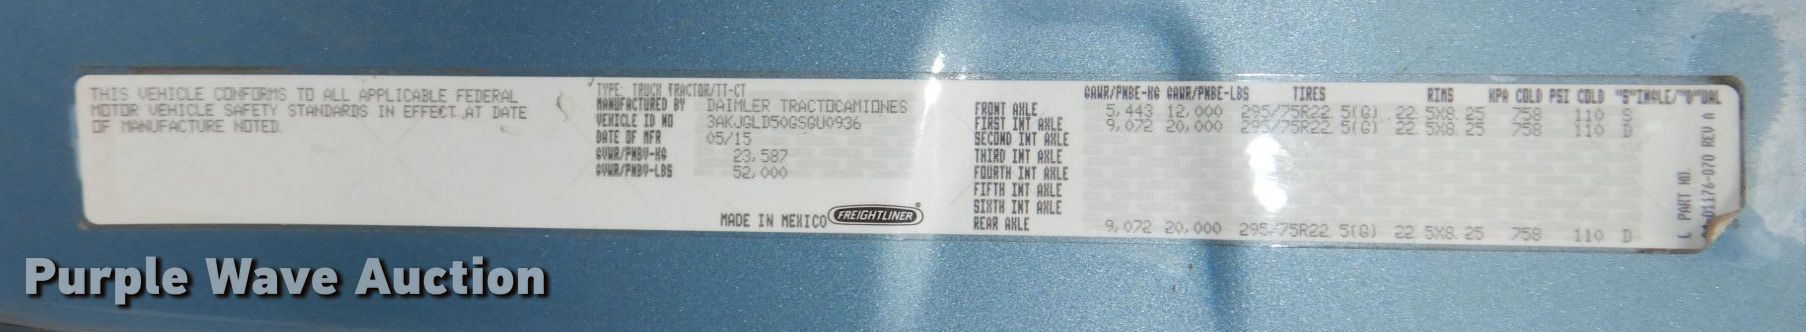 THIS VEHICLE CONFORMS TO ALL APPLICABLE FEDERAL
MOTOR VEHICLE SAFETY STANDARDS IN EFFECT AT DATE
OF MANUFACTURE NOTED.
TYPE: TRUCK TRACTOR/TT-CT
MANUFACTURED BY DAIMLER TRACTOCAMIONES
VEHICLE ID NO 3AKJGLD50GSGU0936
DATE OF MFR 05/15
GVWR/PNBV-KG 23,587
GVWR/PNBV-LBS 52,000
MADE IN MEXICO FREIGHTLINER
GAWR/PNBE-KG GAWR/PNBE-LBS TIRES RIMS KPA COLD PSI COLD "S"INGLE/"D"UAL
FRONT AXLE 5,443 12,000 295/75R22.5(G) 22.5X8.25 758 110 S
FIRST INT AXLE 9,072 20,000 295/75R22.5(G) 22.5X8.25 758 110 D
SECOND INT AXLE
THIRD INT AXLE
FOURTH INT AXLE
FIFTH INT AXLE
SIXTH INT AXLE
REAR AXLE 9,072 20,000 295/75R22.5(G) 22.5X8.25 758 110 D
PART NO.
01176-070 REV A
Purple Wave Auction